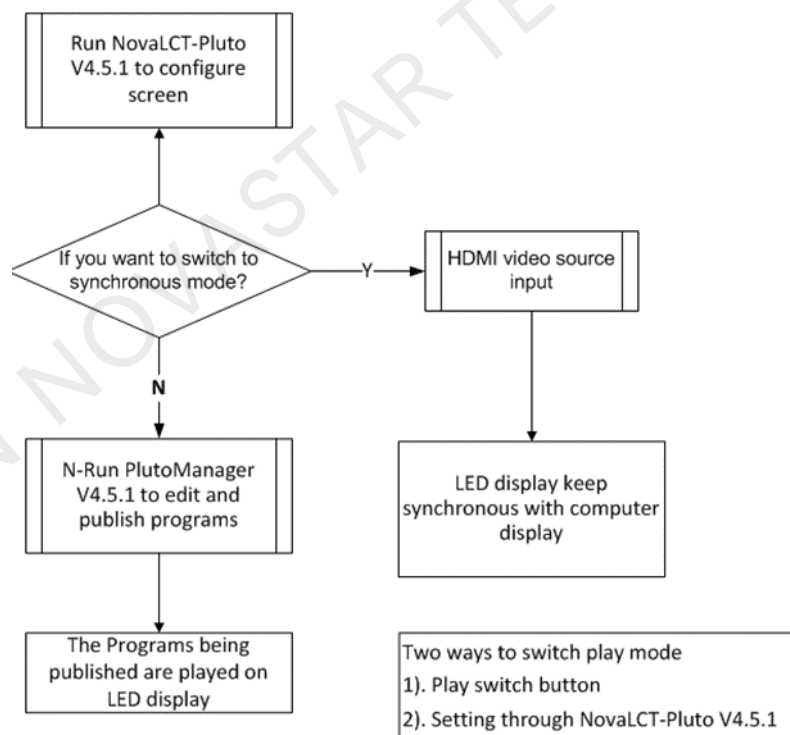 Run NovaLCT-Pluto
V4.5.1 to configure
screen
If you want to switch to
synchronous mode?
Y
HDMI video source
input
N
N-Run PlutoManager
V4.5.1 to edit and
publish programs
LED display keep
synchronous with computer
display
The Programs being
published are played on
LED display
Two ways to switch play mode
1). Play switch button
2). Setting through NovaLCT-Pluto V4.5.1
N NOVASTAR TE